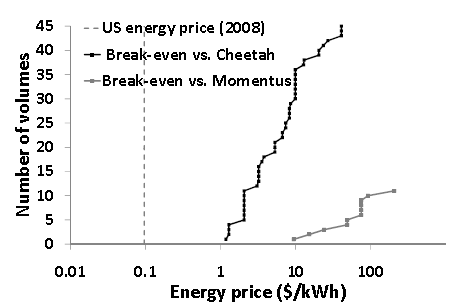 US energy price (2008)
Break-even vs. Cheetah
Break-even vs. Momentus
Number of volumes
45
40
35
30
25
20
15
10
5
0
0.01 0.1 1 10 100
Energy price ($/kWh)